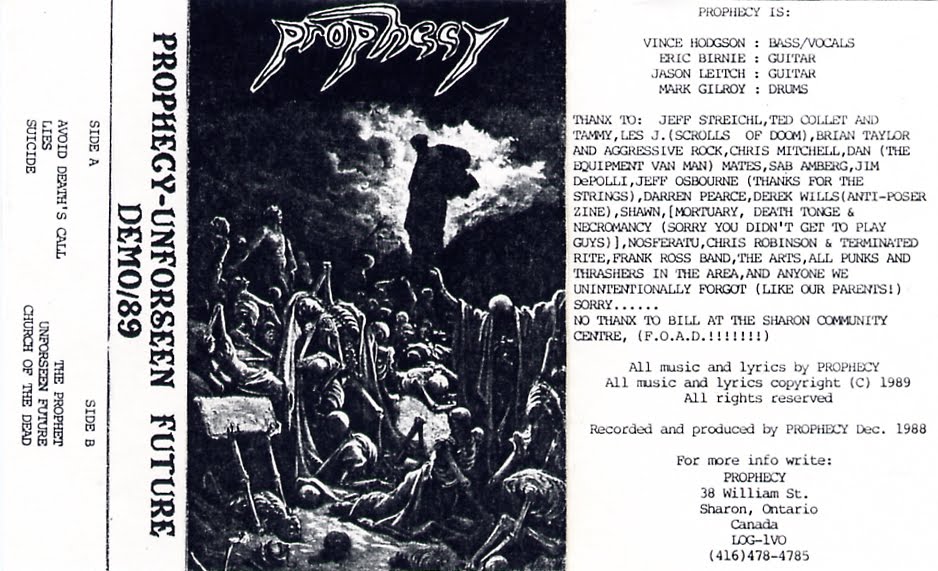 SIDE A
AVOID DEATH'S CALL
LIES
SUICIDE
SIDE B
THE PROPHET
UNFORSEEN FUTURE
CHURCH OF THE DEAD
PROPHECY-UNFORSEEN FUTURE
DEMO/89
PROPHECY
PROPHECY IS:
VINCE HODGSON : BASS/VOCALS
ERIC BIRNIE : GUITAR
JASON LEITCH : GUITAR
MARK GILROY : DRUMS
THANX TO: JEFF STREICHL,TED COLLET AND
TAMMY,LES J.(SCROLLS OF DOOM),BRIAN TAYLOR
AND AGGRESSIVE ROCK,CHRIS MITCHELL,DAN (THE
EQUIPMENT VAN MAN) MATES,SAB AMBERG,JIM
DePOLLI,JEFF OSBOURNE (THANKS FOR THE
STRINGS),DARREN PEARCE,DEREK WILLS(ANTI-POSER
ZINE),SHAWN,[MORTUARY, DEATH TONGE &
NECROMANCY (SORRY YOU DIDN'T GET TO PLAY
GUYS)],NOSFERATU,CHRIS ROBINSON & TERMINATED
RITE,FRANK ROSS BAND,THE ARTS,ALL PUNKS AND
THRASHERS IN THE AREA,AND ANYONE WE
UNINTENTIONALLY FORGOT (LIKE OUR PARENTS!)
SORRY......
NO THANX TO BILL AT THE SHARON COMMUNITY
CENTRE, (F.O.A.D.!!!!!!!)
All music and lyrics by PROPHECY
All music and lyrics copyright (C) 1989
All rights reserved
Recorded and produced by PROPHECY Dec. 1988
For more info write:
PROPHECY
38 William St.
Sharon, Ontario
Canada
LOG-1VO
(416)478-4785